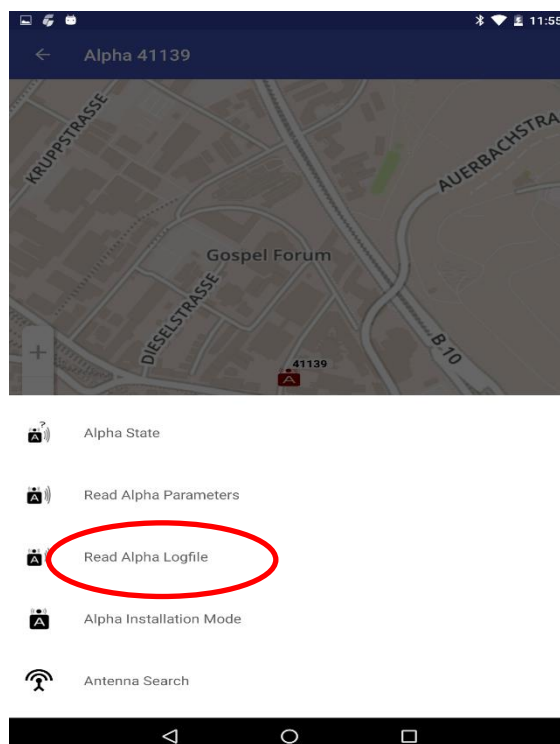 11:55
Alpha 41139
KRUPPSTRASSE
AUERBACHSTRA
Gospel Forum
DIESELSTRASSE
B 10
+
41139
A
Alpha State
Read Alpha Parameters
Read Alpha Logfile
Alpha Installation Mode
Antenna Search